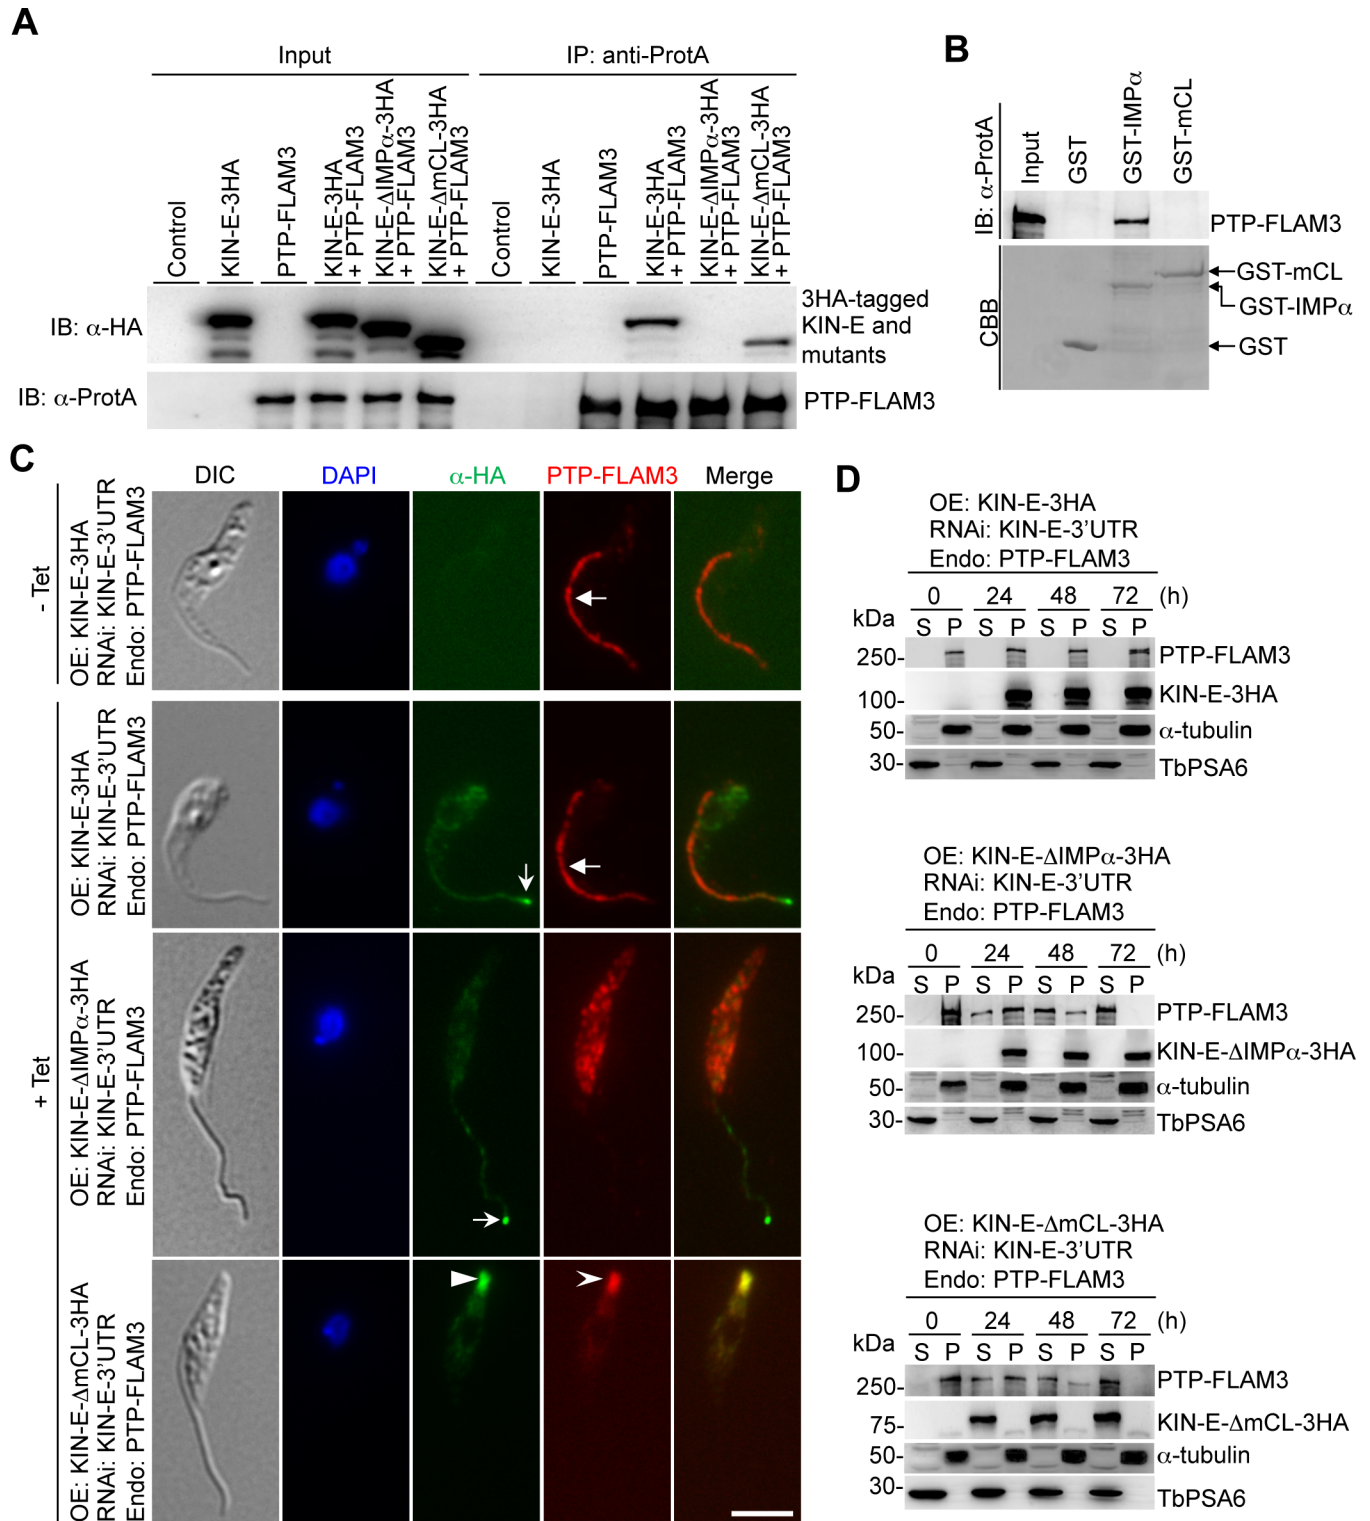 A
Input
IP: anti-ProtA
Control
KIN-E-3HA
PTP-FLAM3
KIN-E-3HA
+ PTP-FLAM3
KIN-E-ΔIMPα-3HA
+ PTP-FLAM3
KIN-E-ΔmCL-3HA
+ PTP-FLAM3
Control
KIN-E-3HA
PTP-FLAM3
KIN-E-3HA
+ PTP-FLAM3
KIN-E-ΔIMPα-3HA
+ PTP-FLAM3
KIN-E-ΔmCL-3HA
+ PTP-FLAM3
IB: α-HA
3HA-tagged
KIN-E and
mutants
IB: α-ProtA
PTP-FLAM3
B
IB: α-ProtA
Input
GST
GST-IMPα
GST-mCL
PTP-FLAM3
CBB
GST-mCL
GST-IMPα
GST
C
DIC
DAPI
α-HA
PTP-FLAM3
Merge
- Tet
OE: KIN-E-3HA
RNAi: KIN-E-3'UTR
Endo: PTP-FLAM3
+ Tet
OE: KIN-E-3HA
RNAi: KIN-E-3'UTR
Endo: PTP-FLAM3
OE: KIN-E-ΔIMPα-3HA
RNAi: KIN-E-3'UTR
Endo: PTP-FLAM3
OE: KIN-E-ΔmCL-3HA
RNAi: KIN-E-3'UTR
Endo: PTP-FLAM3
D
OE: KIN-E-3HA
RNAi: KIN-E-3'UTR
Endo: PTP-FLAM3
0 24 48 72 (h)
kDa S P S P S P S P
250- PTP-FLAM3
100- KIN-E-3HA
50- α-tubulin
30- TbPSA6
OE: KIN-E-ΔIMPα-3HA
RNAi: KIN-E-3'UTR
Endo: PTP-FLAM3
0 24 48 72 (h)
kDa S P S P S P S P
250- PTP-FLAM3
100- KIN-E-ΔIMPα-3HA
50- α-tubulin
30- TbPSA6
OE: KIN-E-ΔmCL-3HA
RNAi: KIN-E-3'UTR
Endo: PTP-FLAM3
0 24 48 72 (h)
kDa S P S P S P S P
250- PTP-FLAM3
75- KIN-E-ΔmCL-3HA
50- α-tubulin
30- TbPSA6